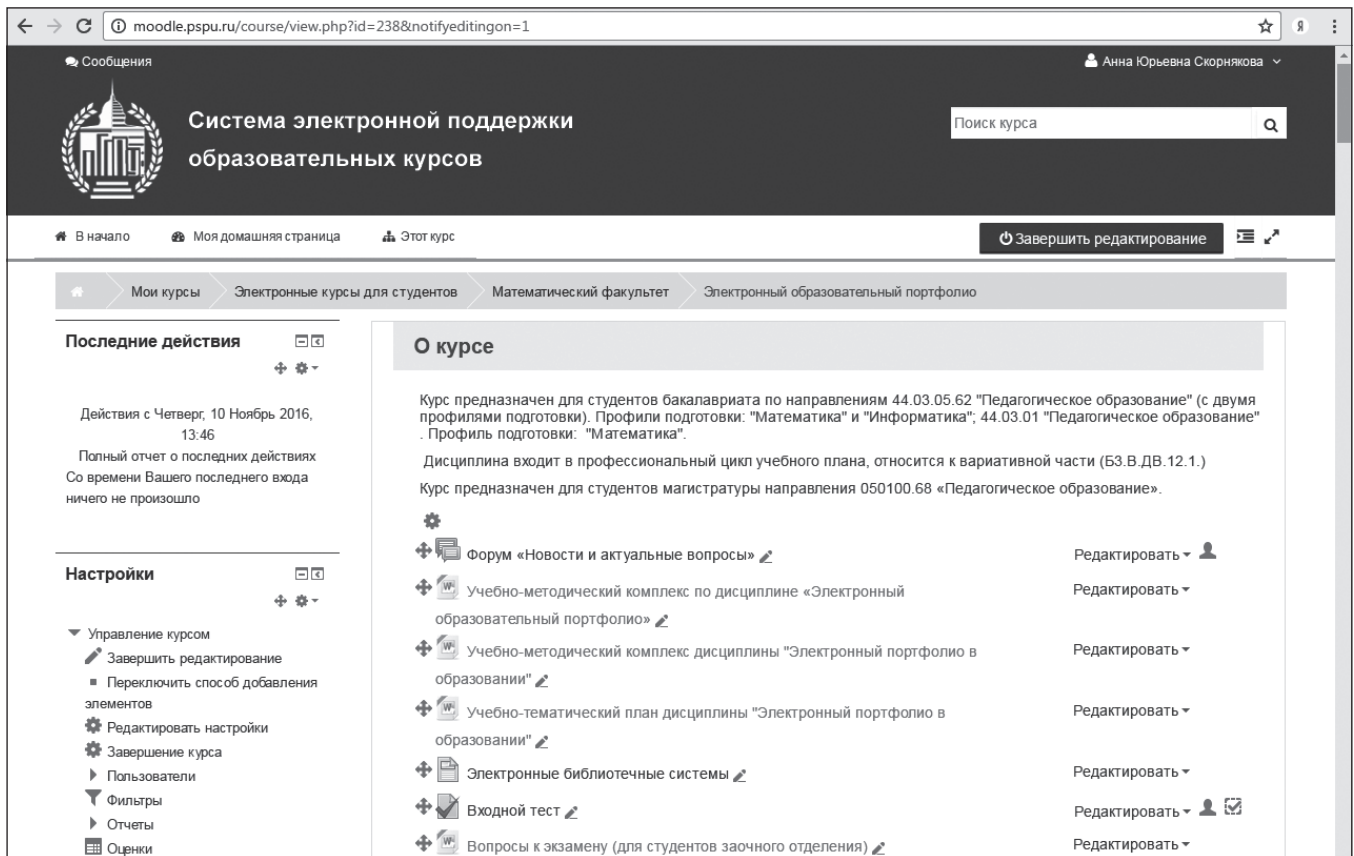 moodle.pspu.ru/course/view.php?id=238&notifyeditingon=1
Я
Сообщения
Анна Юрьевна Скорнякова
Система электронной поддержки
образовательных курсов
Поиск курса
В начало
Моя домашняя страница
Этот курс
Завершить редактирование
Мои курсы
Электронные курсы для студентов
Математический факультет
Электронный образовательный портфолио
Последние действия
Действия с Четверг, 10 Ноябрь 2016,
13:46
Полный отчет о последних действиях
Со времени Вашего последнего входа
ничего не произошло
Настройки
Управление курсом
Завершить редактирование
Переключить способ добавления
элементов
Редактировать настройки
Завершение курса
Пользователи
Фильтры
Отчеты
Оценки
О курсе
Курс предназначен для студентов бакалавриата по направлениям 44.03.05.62 "Педагогическое образование" (с двумя
профилями подготовки). Профили подготовки: "Математика" и "Информатика"; 44.03.01 "Педагогическое образование"
. Профиль подготовки: "Математика".
Дисциплина входит в профессиональный цикл учебного плана, относится к вариативной части (Б3.В.ДВ.12.1.)
Курс предназначен для студентов магистратуры направления 050100.68 «Педагогическое образование».
Форум «Новости и актуальные вопросы» Редактировать
Учебно-методический комплекс по дисциплине «Электронный Редактировать
образовательный портфолио»
Учебно-методический комплекс дисциплины "Электронный портфолио в Редактировать
образовании"
Учебно-тематический план дисциплины "Электронный портфолио в Редактировать
образовании"
Электронные библиотечные системы Редактировать
Входной тест Редактировать
Вопросы к экзамену (для студентов заочного отделения) Редактировать